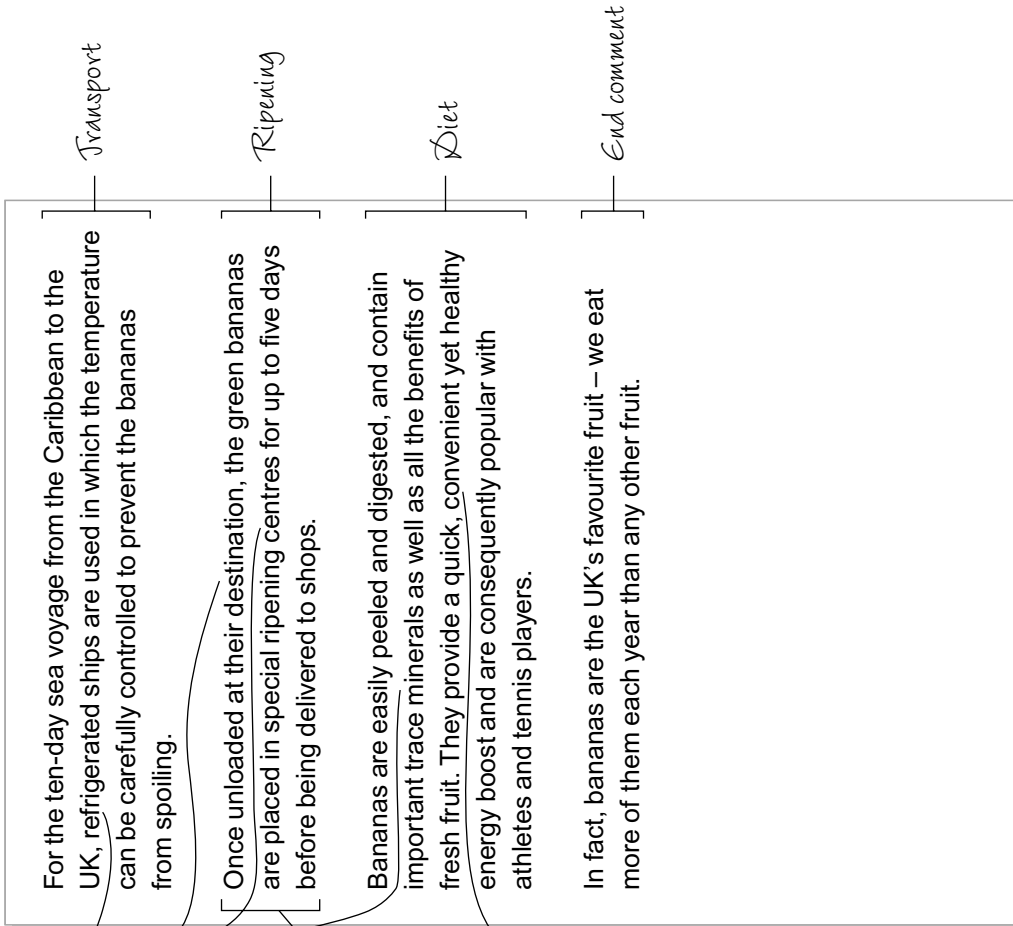 For the ten-day sea voyage from the Caribbean to the
UK, refrigerated ships are used in which the temperature
can be carefully controlled to prevent the bananas
from spoiling.
Transport
Once unloaded at their destination, the green bananas
are placed in special ripening centres for up to five days
before being delivered to shops.
Ripening
Bananas are easily peeled and digested, and contain
important trace minerals as well as all the benefits of
fresh fruit. They provide a quick, convenient yet healthy
energy boost and are consequently popular with
athletes and tennis players.
Diet
In fact, bananas are the UK’s favourite fruit – we eat
more of them each year than any other fruit.
End comment